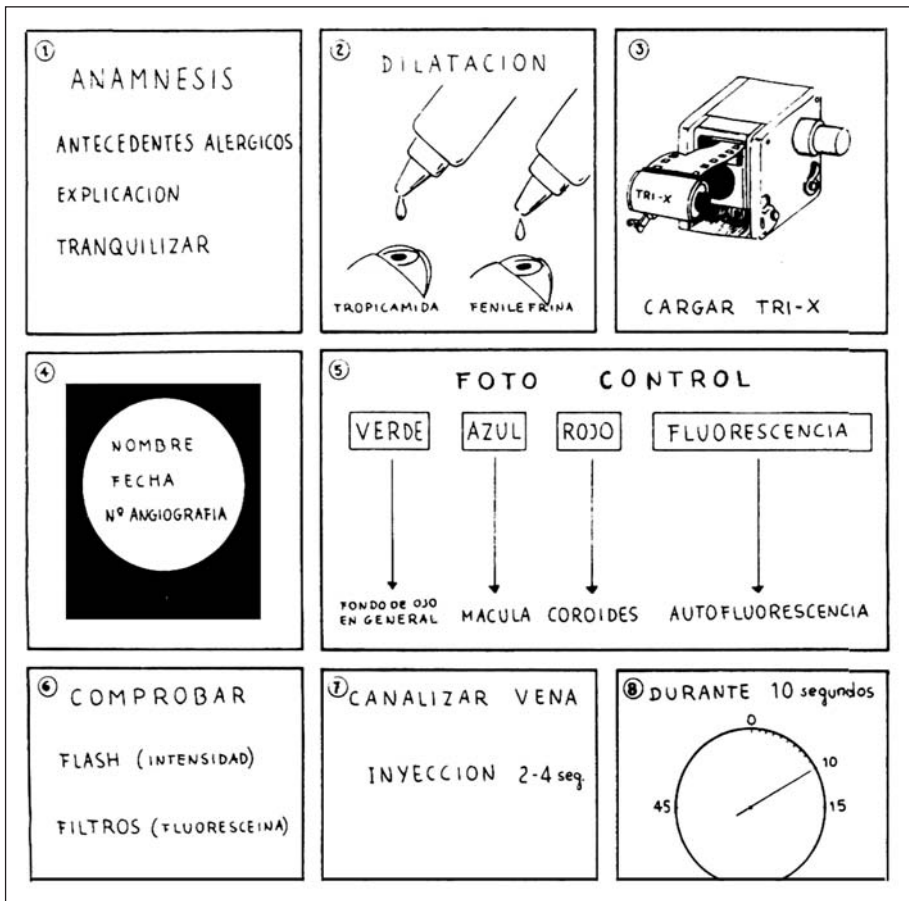 ①
ANAMNESIS
ANTECEDENTES ALERGICOS
EXPLICACION
TRANQUILIZAR
②
DILATACION
TROPICAMIDA
FENILEFRINA
③
TRI-X
CARGAR TRI-X
④
NOMBRE
FECHA
Nº ANGIOGRAFIA
⑤
FOTO CONTROL
VERDE AZUL ROJO FLUORESCENCIA
FONDO DE OJO
EN GENERAL
MACULA COROIDES AUTOFLUORESCENCIA
⑥
COMPROBAR
FLASH (INTENSIDAD)
FILTROS (FLUORESCEINA)
⑦
CANALIZAR VENA
INYECCION 2-4 seg.
⑧ DURANTE 10 segundos
0
10
45 15